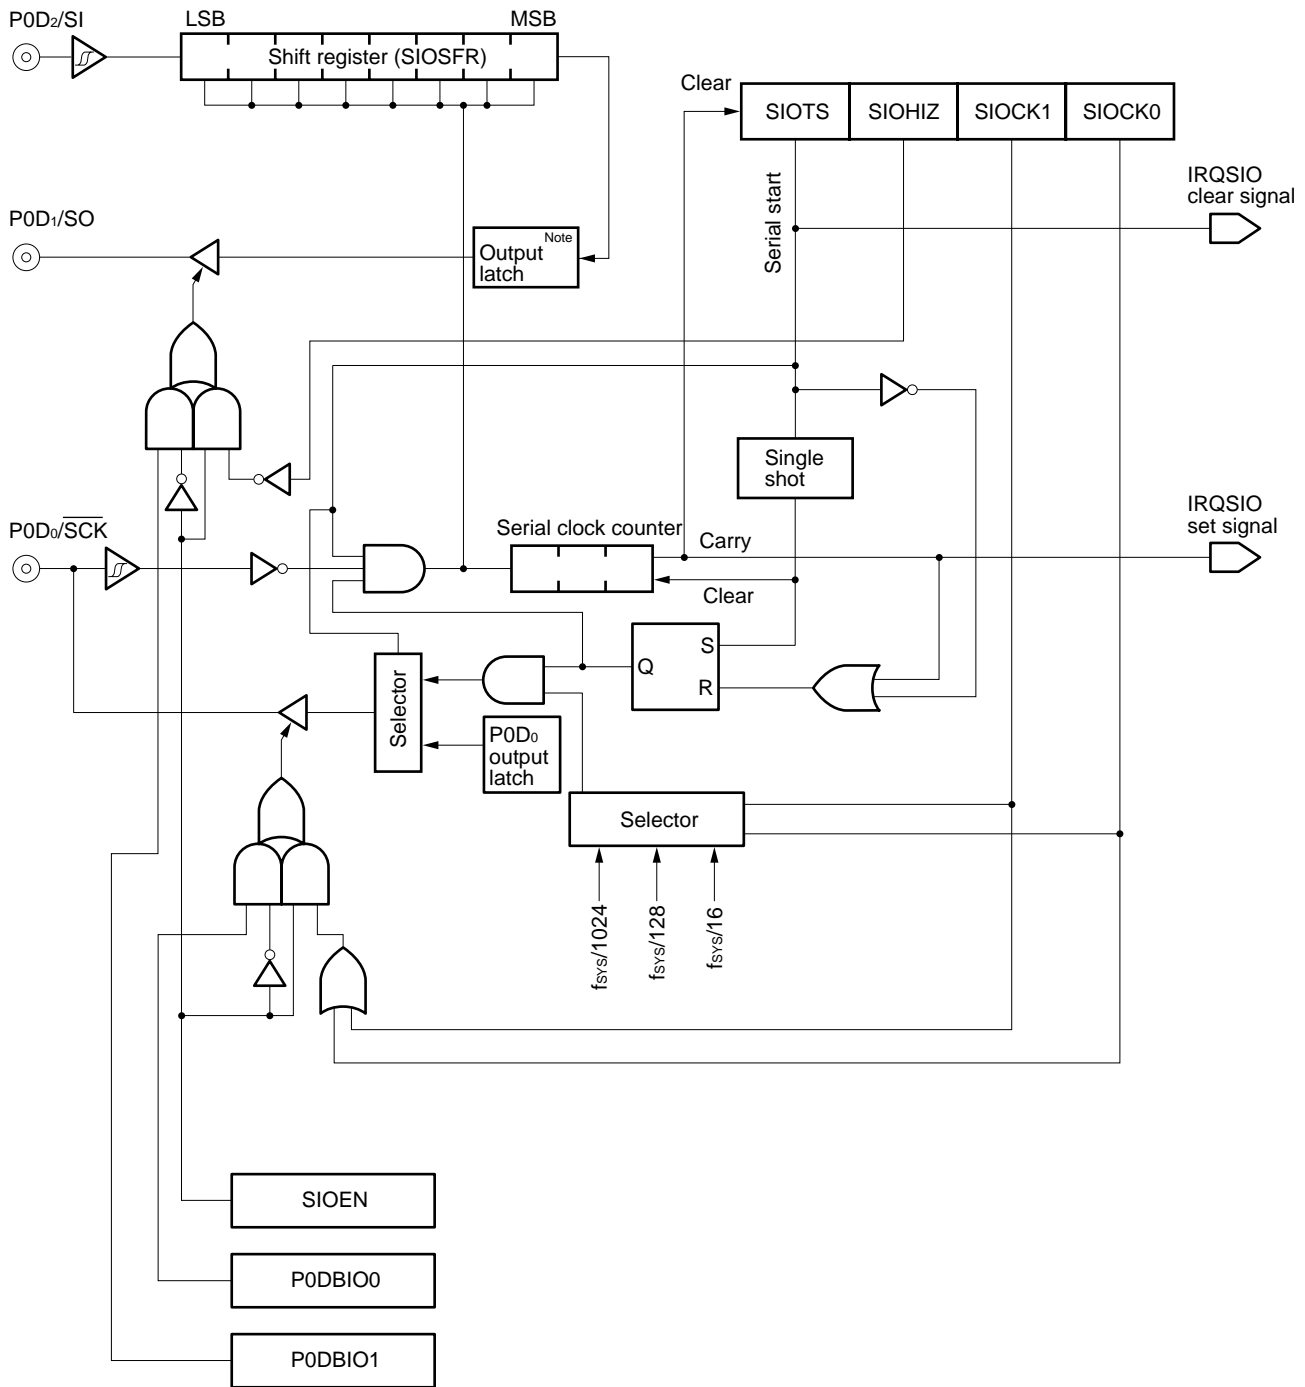 P0D₂/SI
LSB
MSB
Shift register (SIOSFR)
Clear
SIOTS
SIOHIZ
SIOCK1
SIOCK0
Serial start
IRQSIO
clear signal
P0D₁/SO
Note
Output
latch
Single
shot
P0D₀/S̅C̅K̅
Serial clock counter
Carry
IRQSIO
set signal
Clear
S
Q
R
Selector
P0D₀
output
latch
Selector
fSYS/1024
fSYS/128
fSYS/16
SIOEN
P0DBIO0
P0DBIO1